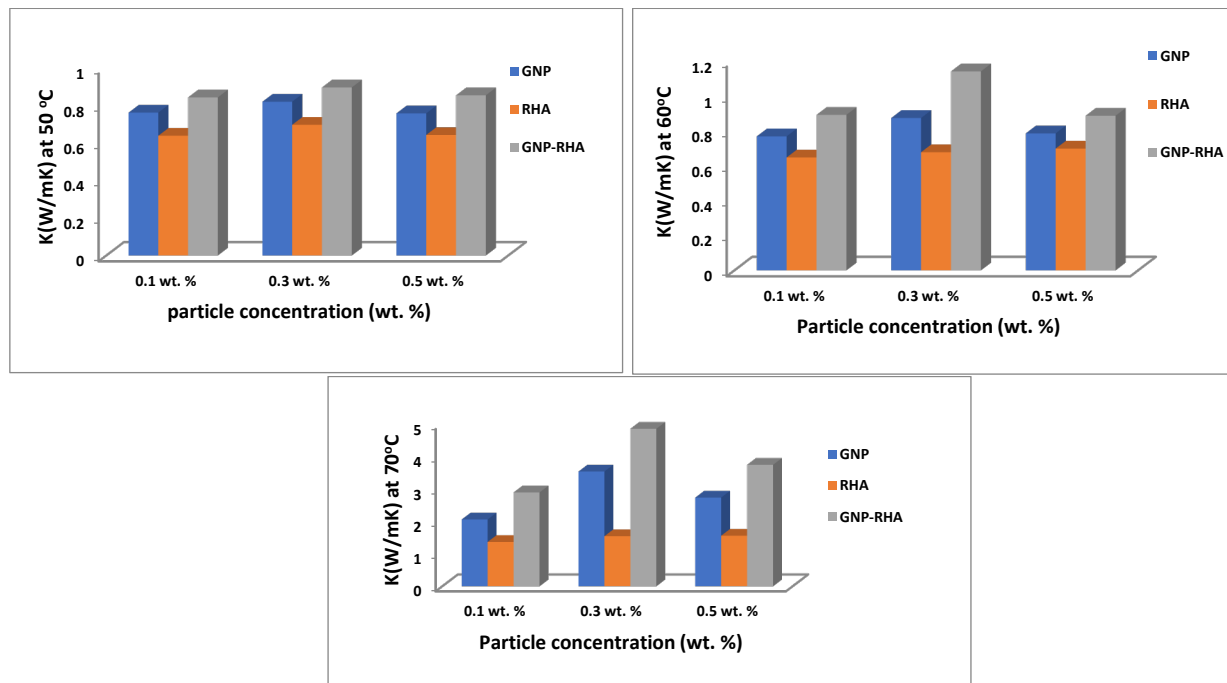 K(W/mK) at 50 ⁰C
1
0.8
0.6
0.4
0.2
0
0.1 wt. %
0.3 wt. %
0.5 wt. %
particle concentration (wt. %)
GNP
RHA
GNP-RHA
K(W/mK) at 60⁰C
1.2
1
0.8
0.6
0.4
0.2
0
0.1 wt. %
0.3 wt. %
0.5 wt. %
Particle concentration (wt. %)
GNP
RHA
GNP-RHA
K(W/mK) at 70⁰C
5
4
3
2
1
0
0.1 wt. %
0.3 wt. %
0.5 wt. %
Particle concentration (wt. %)
GNP
RHA
GNP-RHA